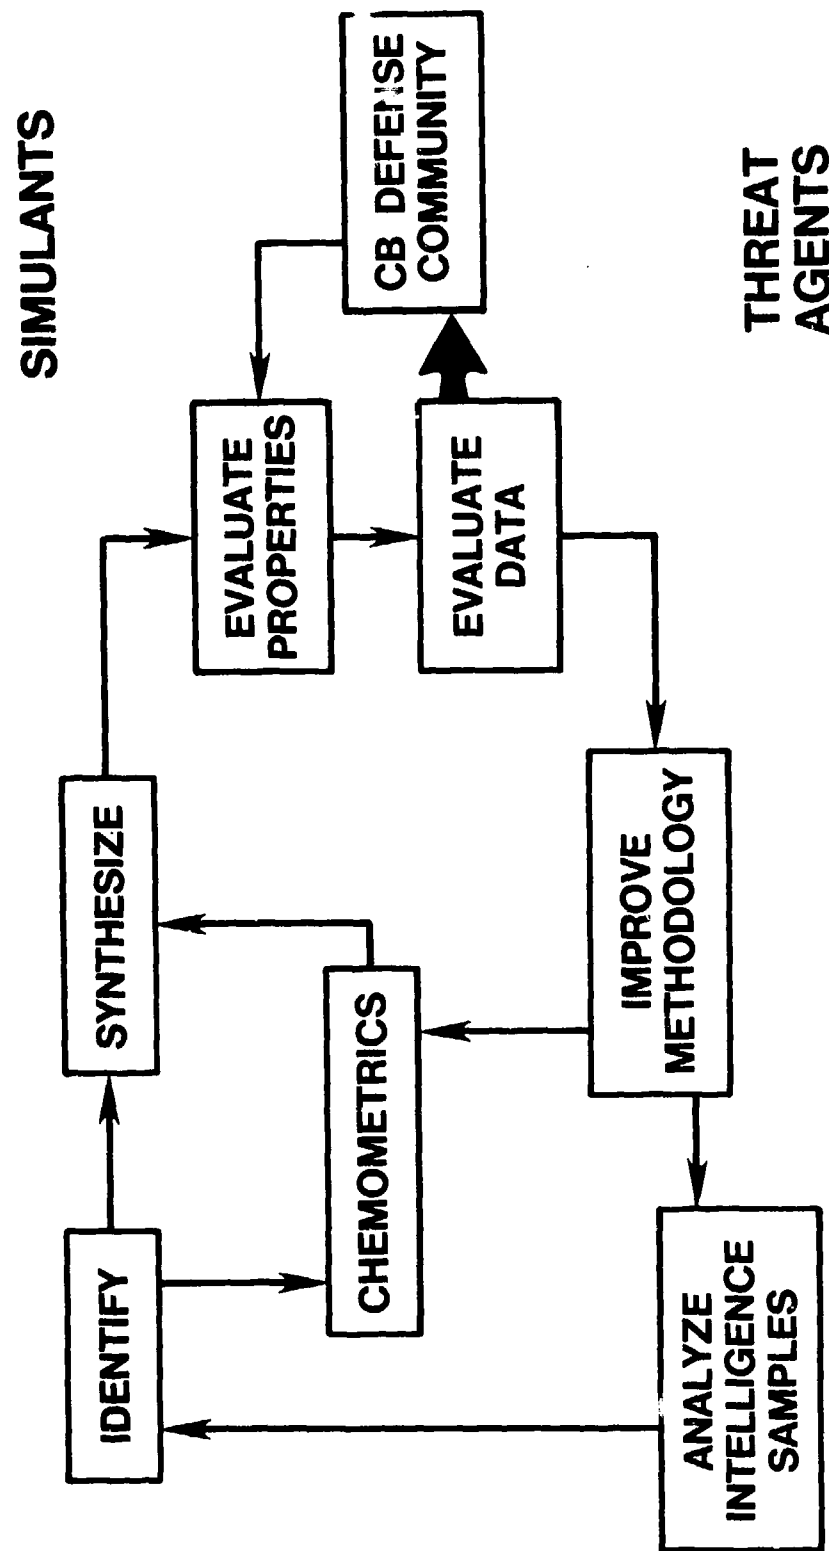 SIMULANTS
IDENTIFY
SYNTHESIZE
CHEMOMETRICS
EVALUATE
PROPERTIES
CB DEFENSE
COMMUNITY
EVALUATE
DATA
IMPROVE
METHODOLOGY
ANALYZE
INTELLIGENCE
SAMPLES
THREAT
AGENTS